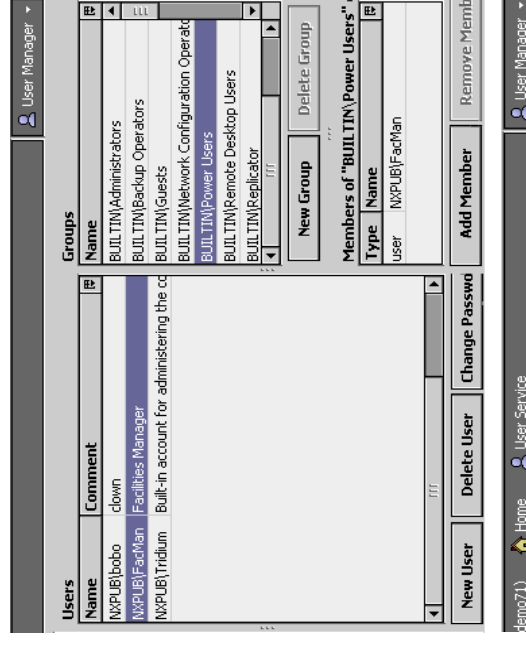 User Manager
Users
Name Comment
NXPUB\bobo clown
NXPUB\FacMan Facilities Manager
NXPUB\Tridium Built-in account for administering the co
New User Delete User Change Passwo
Groups
Name
BUILTIN\Administrators
BUILTIN\Backup Operators
BUILTIN\Guests
BUILTIN\Network Configuration Operato
BUILTIN\Power Users
BUILTIN\Remote Desktop Users
BUILTIN\Replicator
New Group Delete Group
Members of "BUILTIN\Power Users"
Type Name
user NXPUB\FacMan
Add Member Remove Memb
demo71) Home User Service User Manager